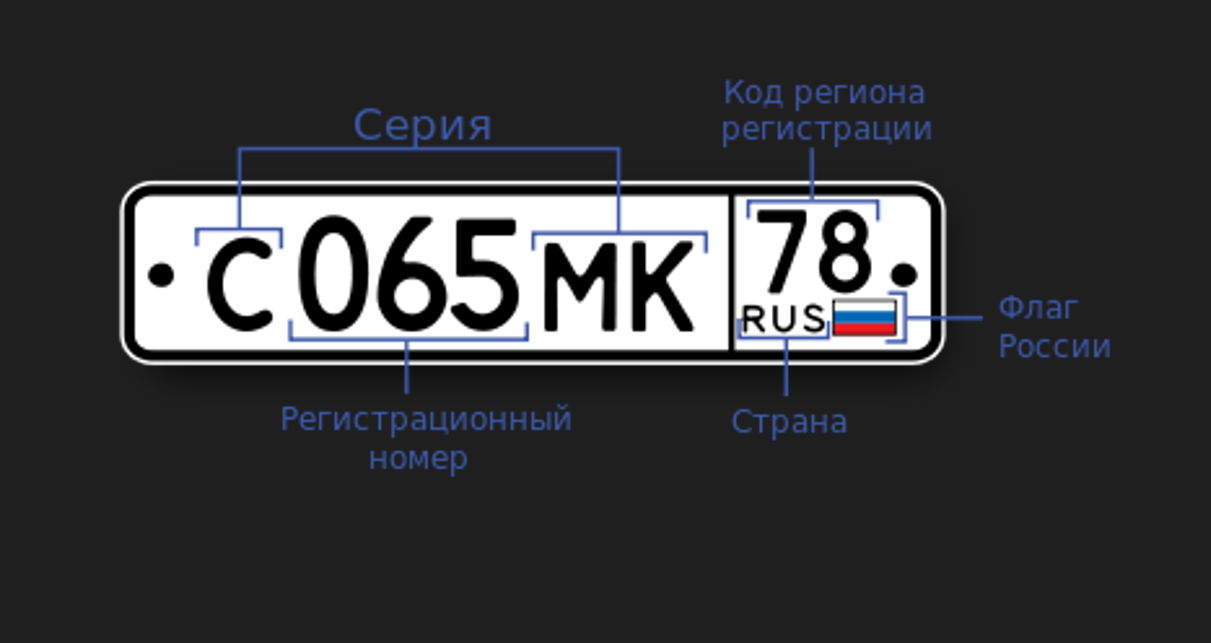 Код региона
регистрации
Серия
С065МК
78
RUS
Флаг
России
Регистрационный
номер
Страна